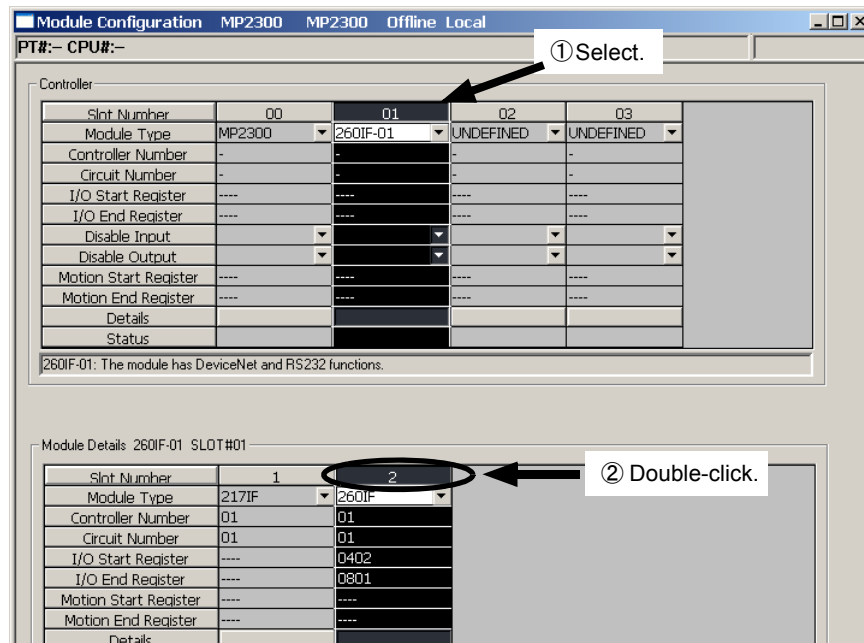 Module Configuration MP2300 MP2300 Offline Local
PT#:– CPU#:–
①Select.
Controller
Slot Number 00 01 02 03
Module Type MP2300 260IF-01 UNDEFINED UNDEFINED
Controller Number - - - -
Circuit Number - - - -
I/O Start Register ---- ---- ---- ----
I/O End Register ---- ---- ---- ----
Disable Input
Disable Output
Motion Start Register ---- ---- ---- ----
Motion End Register ---- ---- ---- ----
Details
Status
260IF-01: The module has DeviceNet and RS232 functions.
Module Details 260IF-01 SLOT#01
Slot Number 1 2
② Double-click.
Module Type 217IF 260IF
Controller Number 01 01
Circuit Number 01 01
I/O Start Register ---- 0402
I/O End Register ---- 0801
Motion Start Register ---- ----
Motion End Register ---- ----
Details